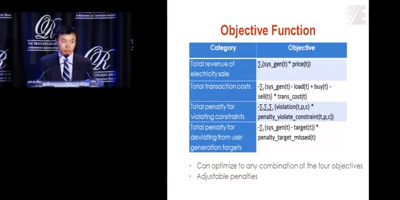 Objective Function
Category
Objective
Total revenue of
electricity sale
∑t(sys_gen(t) * price(t)
Total transaction costs
-∑t (sys_gen(t) - load(t) + buy(t) -
sell(t)) * trans_cost(t)
Total penalty for
violating constraints
-∑t∑p∑c (violation(t,p,c) *
penalty_violate_constraint(t,p,c))
Total penalty for
deviating from user
generation targets
-∑t (sys_gen(t) - target(t)) *
penalty_target_missed(t)
Can optimize to any combination of the four objectives
Adjustable penalties